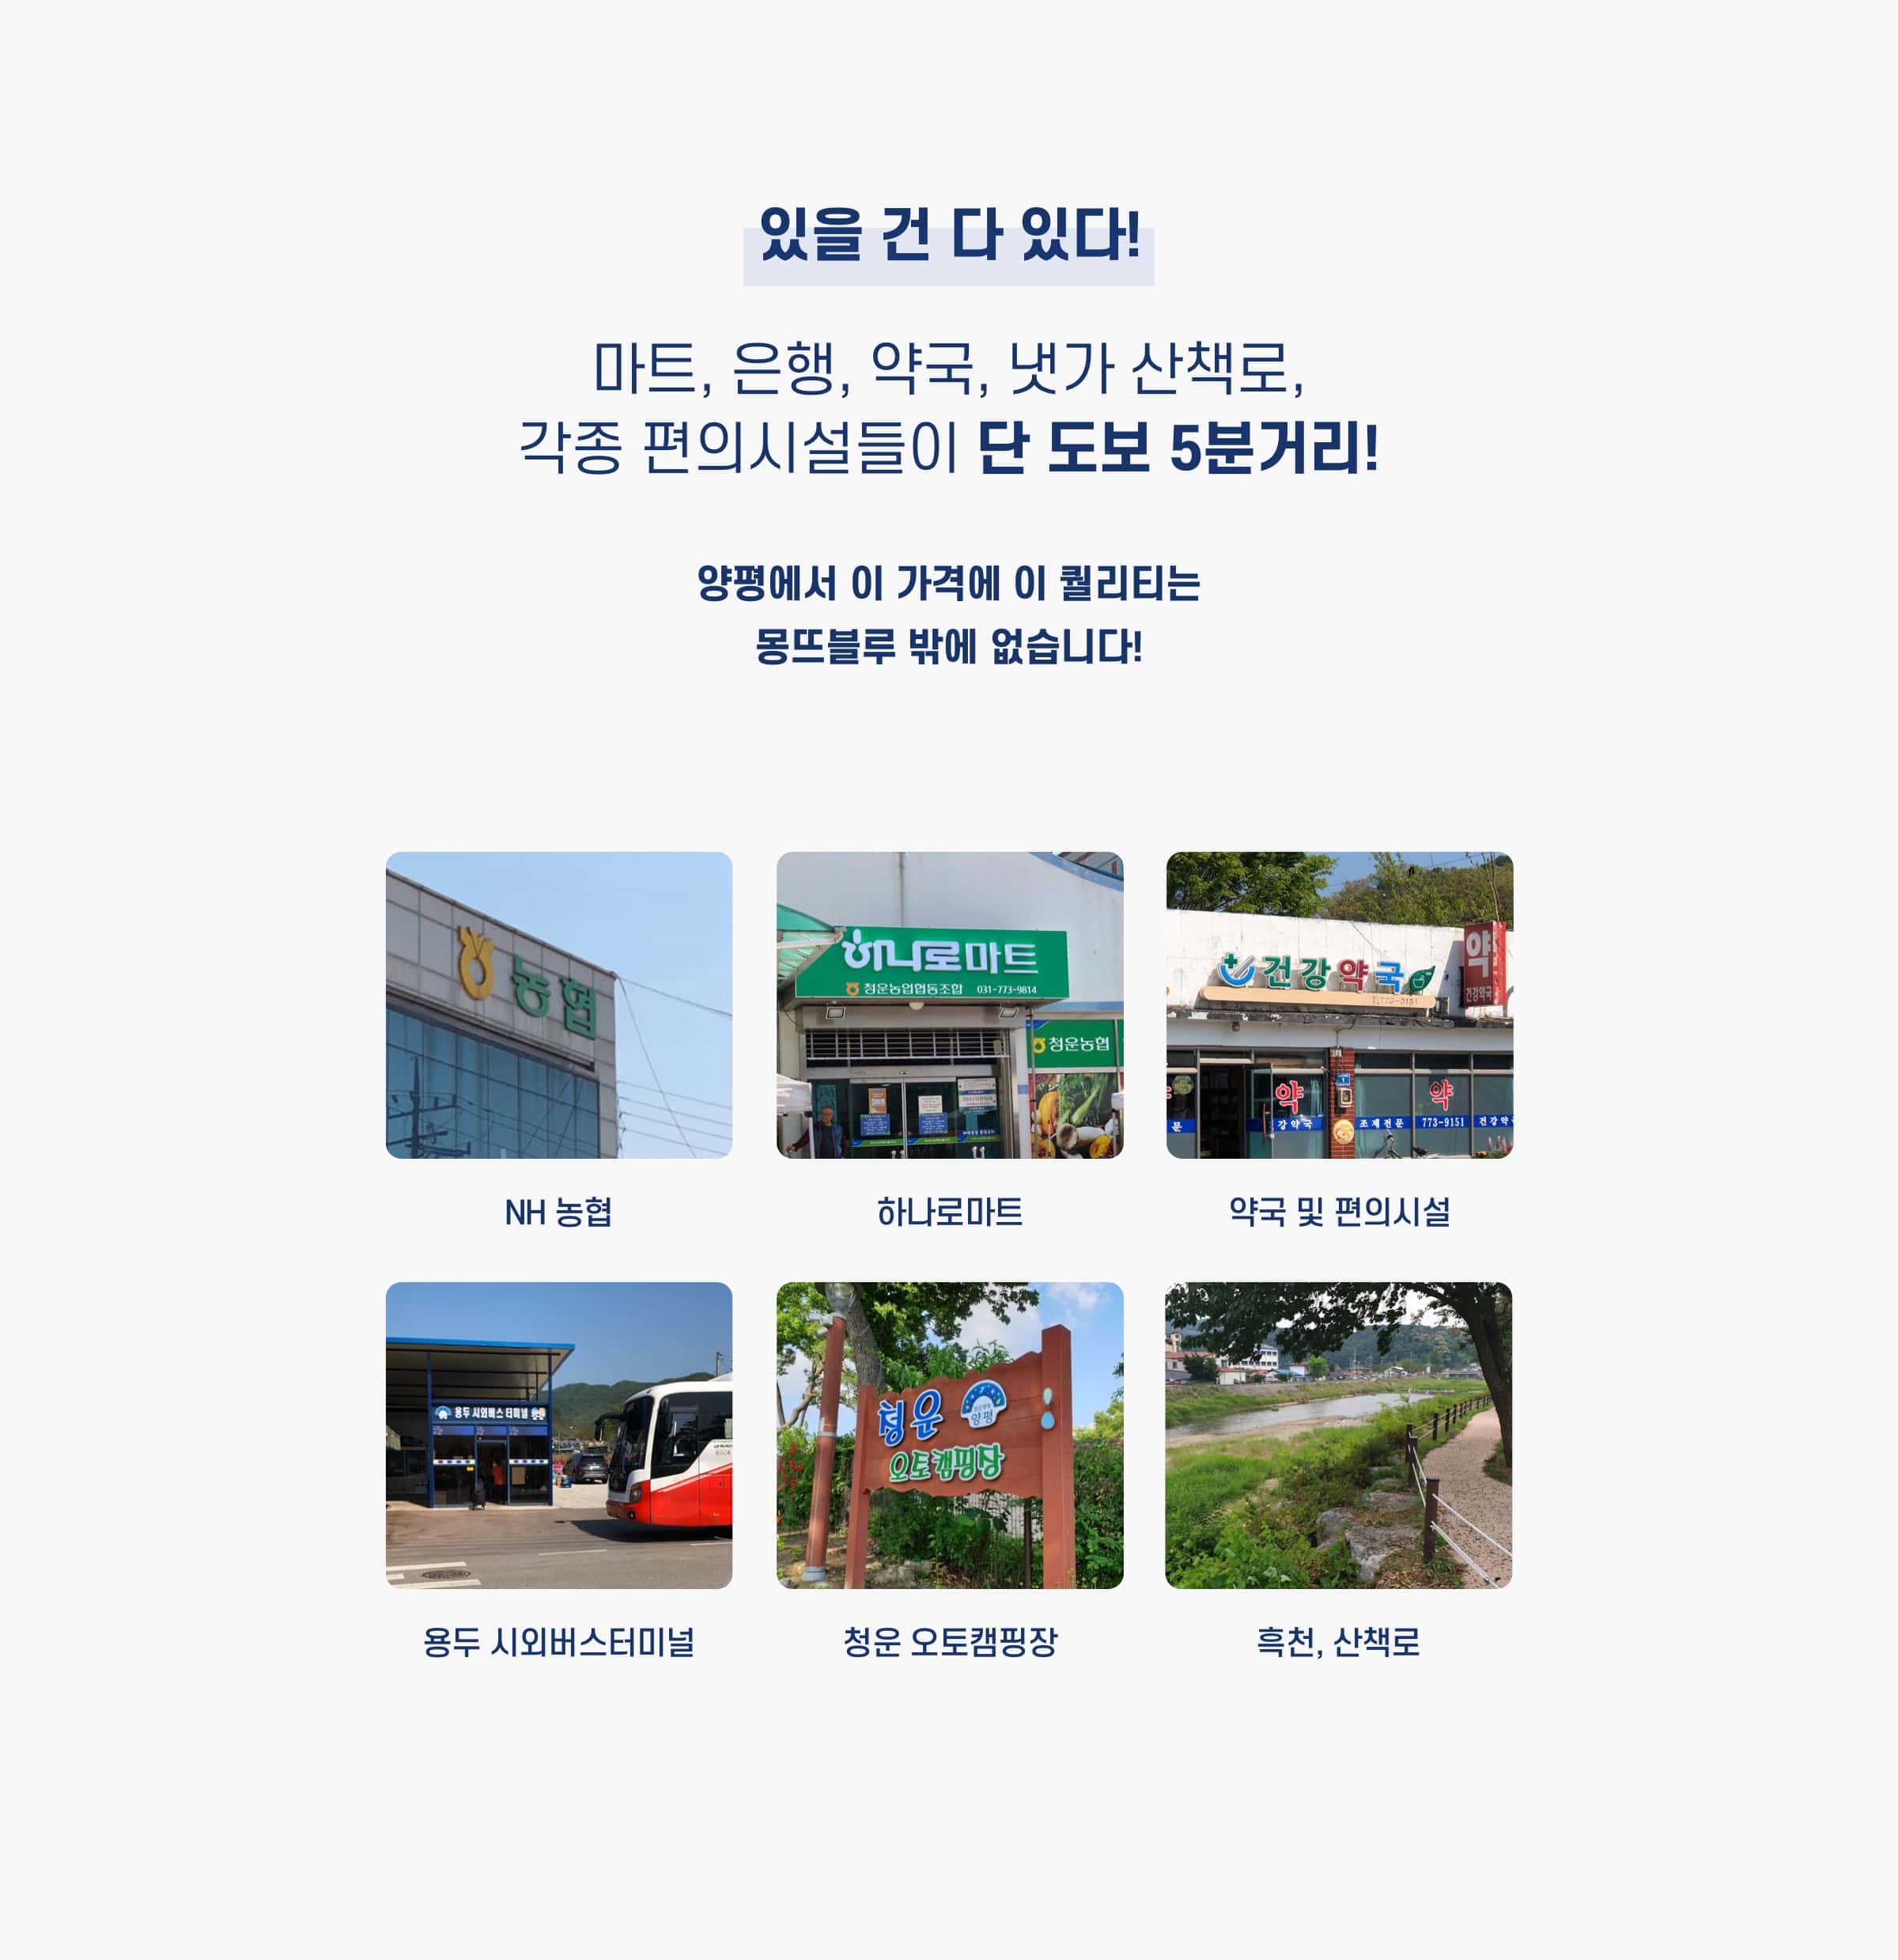 있을 건 다 있다!
마트, 은행, 약국, 냇가 산책로,
각종 편의시설들이 단 도보 5분거리!
양평에서 이 가격에 이 퀄리티는
몽뜨블루 밖에 없습니다!
농협
하나로마트
청운농업협동조합 031-773-9814
청운농협
건강약국
약
건강약국
약
약
문
강약국
조제전문
773-9151
건강약
NH 농협
하나로마트
약국 및 편의시설
용두 시외버스 터미널
청운
양평
오토캠핑장
용두 시외버스터미널
청운 오토캠핑장
흑천, 산책로